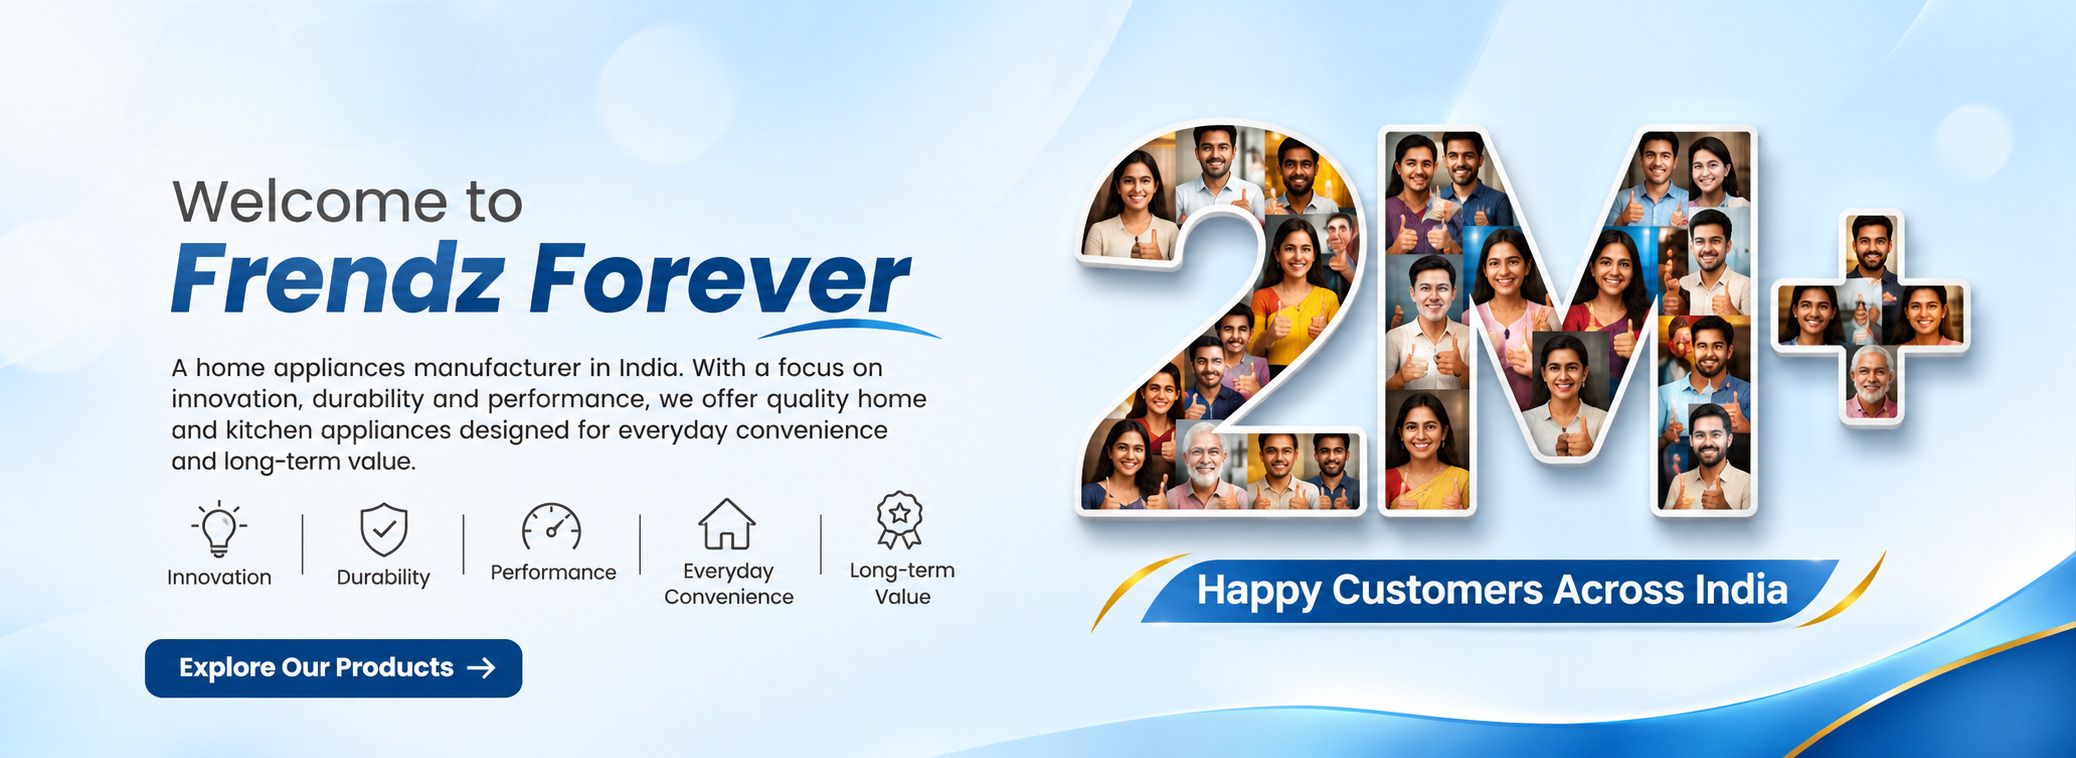 Welcome to
Frendz Forever
A home appliances manufacturer in India. With a focus on
innovation, durability and performance, we offer quality home
and kitchen appliances designed for everyday convenience
and long-term value.
Innovation
Durability
Performance
Everyday
Convenience
Long-term
Value
Explore Our Products →
2M+
Happy Customers Across India